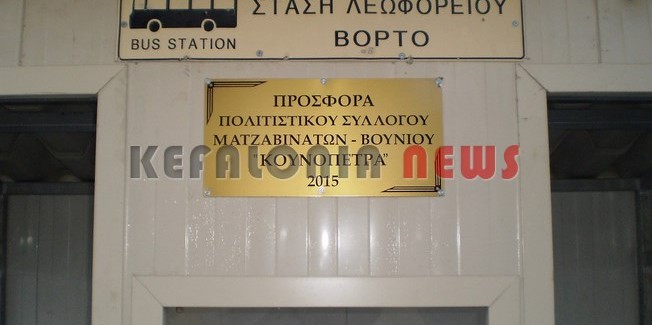 ΣΤΑΣΗ ΛΕΩΦΟΡΕΙΟΥ
BUS STATION
ΒΟΡΤΟ
ΠΡΟΣΦΟΡΑ
ΠΟΛΙΤΙΣΤΙΚΟΥ ΣΥΛΛΟΓΟΥ
ΜΑΤΖΑΒΙΝΑΤΩΝ - ΒΟΥΝΙΟΥ
KEFALONIA NEWS
"ΚΟΥΝΟΠΕΤΡΑ"
2015